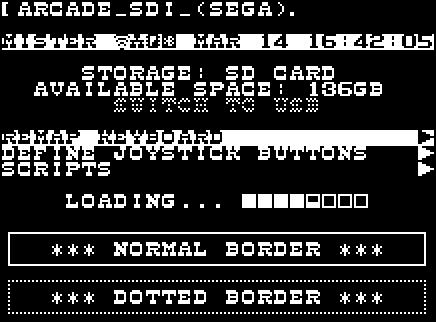 [ ARCADE_SDI_(SEGA).
MISTER MAR 14 16:42:05
STORAGE: SD CARD
AVAILABLE SPACE: 136GB
SWITCH TO USB
REMAP KEYBOARD
DEFINE JOYSTICK BUTTONS
SCRIPTS
LOADING...
*** NORMAL BORDER ***
*** DOTTED BORDER ***